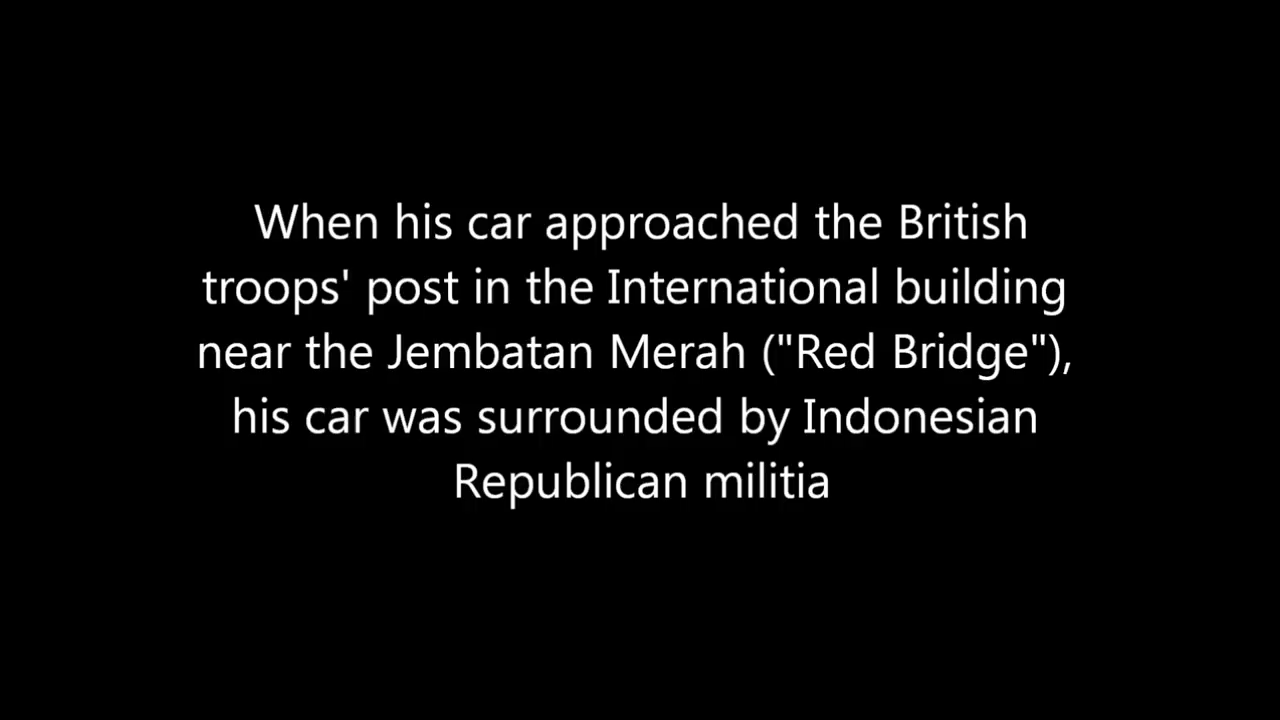 When his car approached the British
troops' post in the International building
near the Jembatan Merah ("Red Bridge"),
his car was surrounded by Indonesian
Republican militia